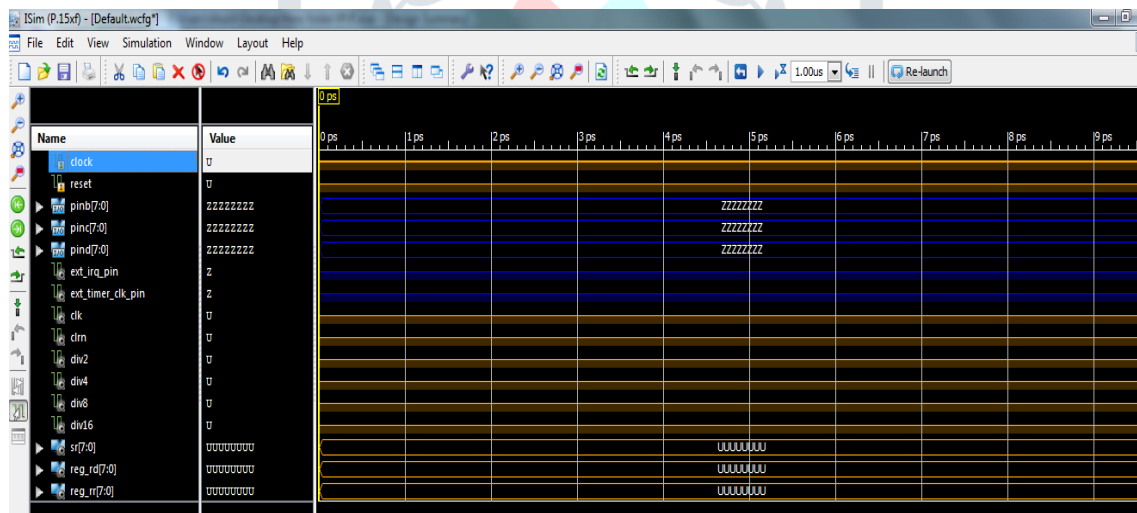 ISim (P.15xf) - [Default.wcfg*]
File Edit View Simulation Window Layout Help
1.00us Re-launch
0 ps
Name Value 0 ps 1 ps 2 ps 3 ps 4 ps 5 ps 6 ps 7 ps 8 ps 9 ps
clock U
reset U
pinb[7:0] ZZZZZZZZ ZZZZZZZZ
pinc[7:0] ZZZZZZZZ ZZZZZZZZ
pind[7:0] ZZZZZZZZ ZZZZZZZZ
ext_irq_pin Z
ext_timer_clk_pin Z
clk U
clrn U
div2 U
div4 U
div8 U
div16 U
sr[7:0] UUUUUUUU UUUUUUUU
reg_rd[7:0] UUUUUUUU UUUUUUUU
reg_rr[7:0] UUUUUUUU UUUUUUUU